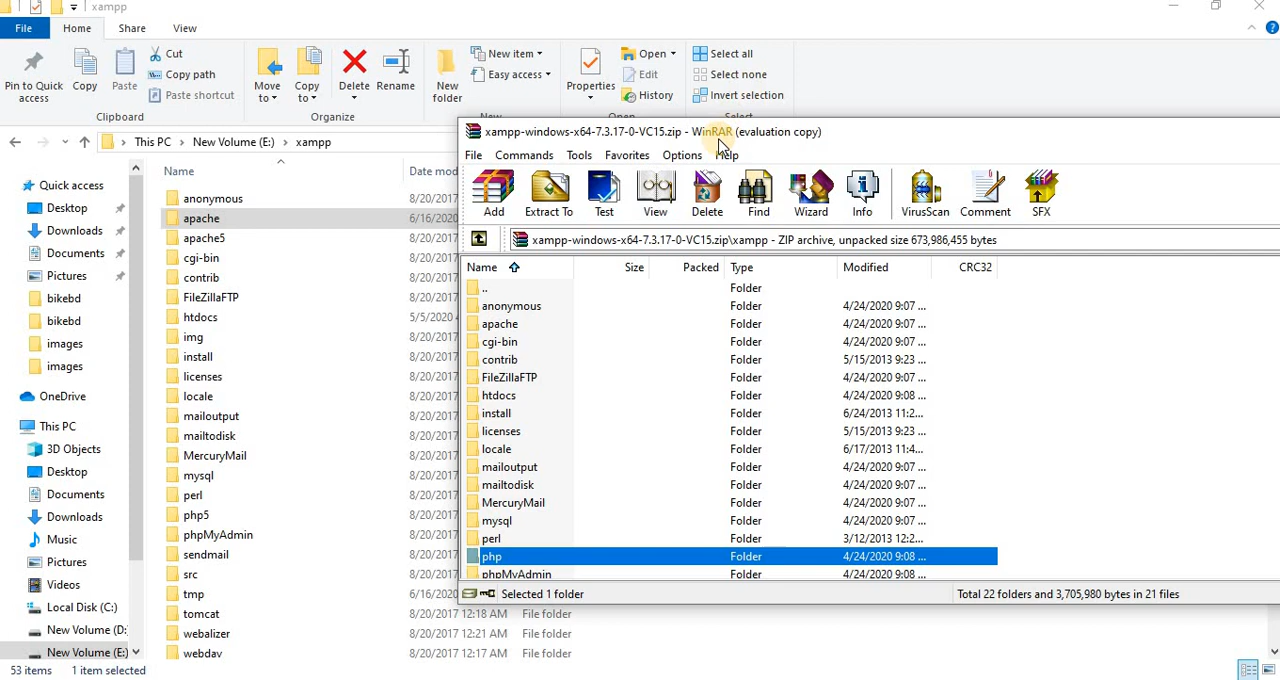 xampp
File Home Share View
Pin to Quick access
Copy
Paste
Cut
Copy path
Paste shortcut
Clipboard
Move to
Copy to
Delete
Rename
Organize
New folder
New item
Easy access
New
Properties
Open
Edit
History
Open
Select all
Select none
Invert selection
Select
This PC > New Volume (E:) > xampp
Quick access
Desktop
Downloads
Documents
Pictures
bikebd
bikebd
images
images
OneDrive
This PC
3D Objects
Desktop
Documents
Downloads
Music
Pictures
Videos
Local Disk (C:)
New Volume (D:
New Volume (E:)
Name Date mod
anonymous 8/20/2017
apache 6/16/2020
apache5 8/20/2017
cgi-bin 8/20/2017
contrib 8/20/2017
FileZillaFTP 8/20/2017
htdocs 5/5/2020
img 8/20/2017
install 8/20/2017
licenses 8/20/2017
locale 8/20/2017
mailoutput 8/20/2017
mailtodisk 8/20/2017
MercuryMail 8/20/2017
mysql 8/20/2017
perl 8/20/2017
php5 8/20/2017
phpMyAdmin 8/20/2017
sendmail 8/20/2017
src 8/20/2017
tmp 6/16/2020
tomcat 8/20/2017 12:18 AM File folder
webalizer 8/20/2017 12:21 AM File folder
webdav 8/20/2017 12:17 AM File folder
53 items 1 item selected
xampp-windows-x64-7.3.17-0-VC15.zip - WinRAR (evaluation copy)
File Commands Tools Favorites Options Help
Add Extract To Test View Delete Find Wizard Info VirusScan Comment SFX
xampp-windows-x64-7.3.17-0-VC15.zip\xampp - ZIP archive, unpacked size 673,986,455 bytes
Name Size Packed Type Modified CRC32
.. Folder
anonymous Folder 4/24/2020 9:07 ...
apache Folder 4/24/2020 9:07 ...
cgi-bin Folder 4/24/2020 9:07 ...
contrib Folder 5/15/2013 9:23 ...
FileZillaFTP Folder 4/24/2020 9:07 ...
htdocs Folder 4/24/2020 9:08 ...
install Folder 6/24/2013 11:2...
licenses Folder 5/15/2013 9:23 ...
locale Folder 6/17/2013 11:4...
mailoutput Folder 4/24/2020 9:07 ...
mailtodisk Folder 4/24/2020 9:07 ...
MercuryMail Folder 4/24/2020 9:07 ...
mysql Folder 4/24/2020 9:07 ...
perl Folder 3/12/2013 12:2...
php Folder 4/24/2020 9:08 ...
phpMyAdmin Folder 4/24/2020 9:08 ...
Selected 1 folder
Total 22 folders and 3,705,980 bytes in 21 files